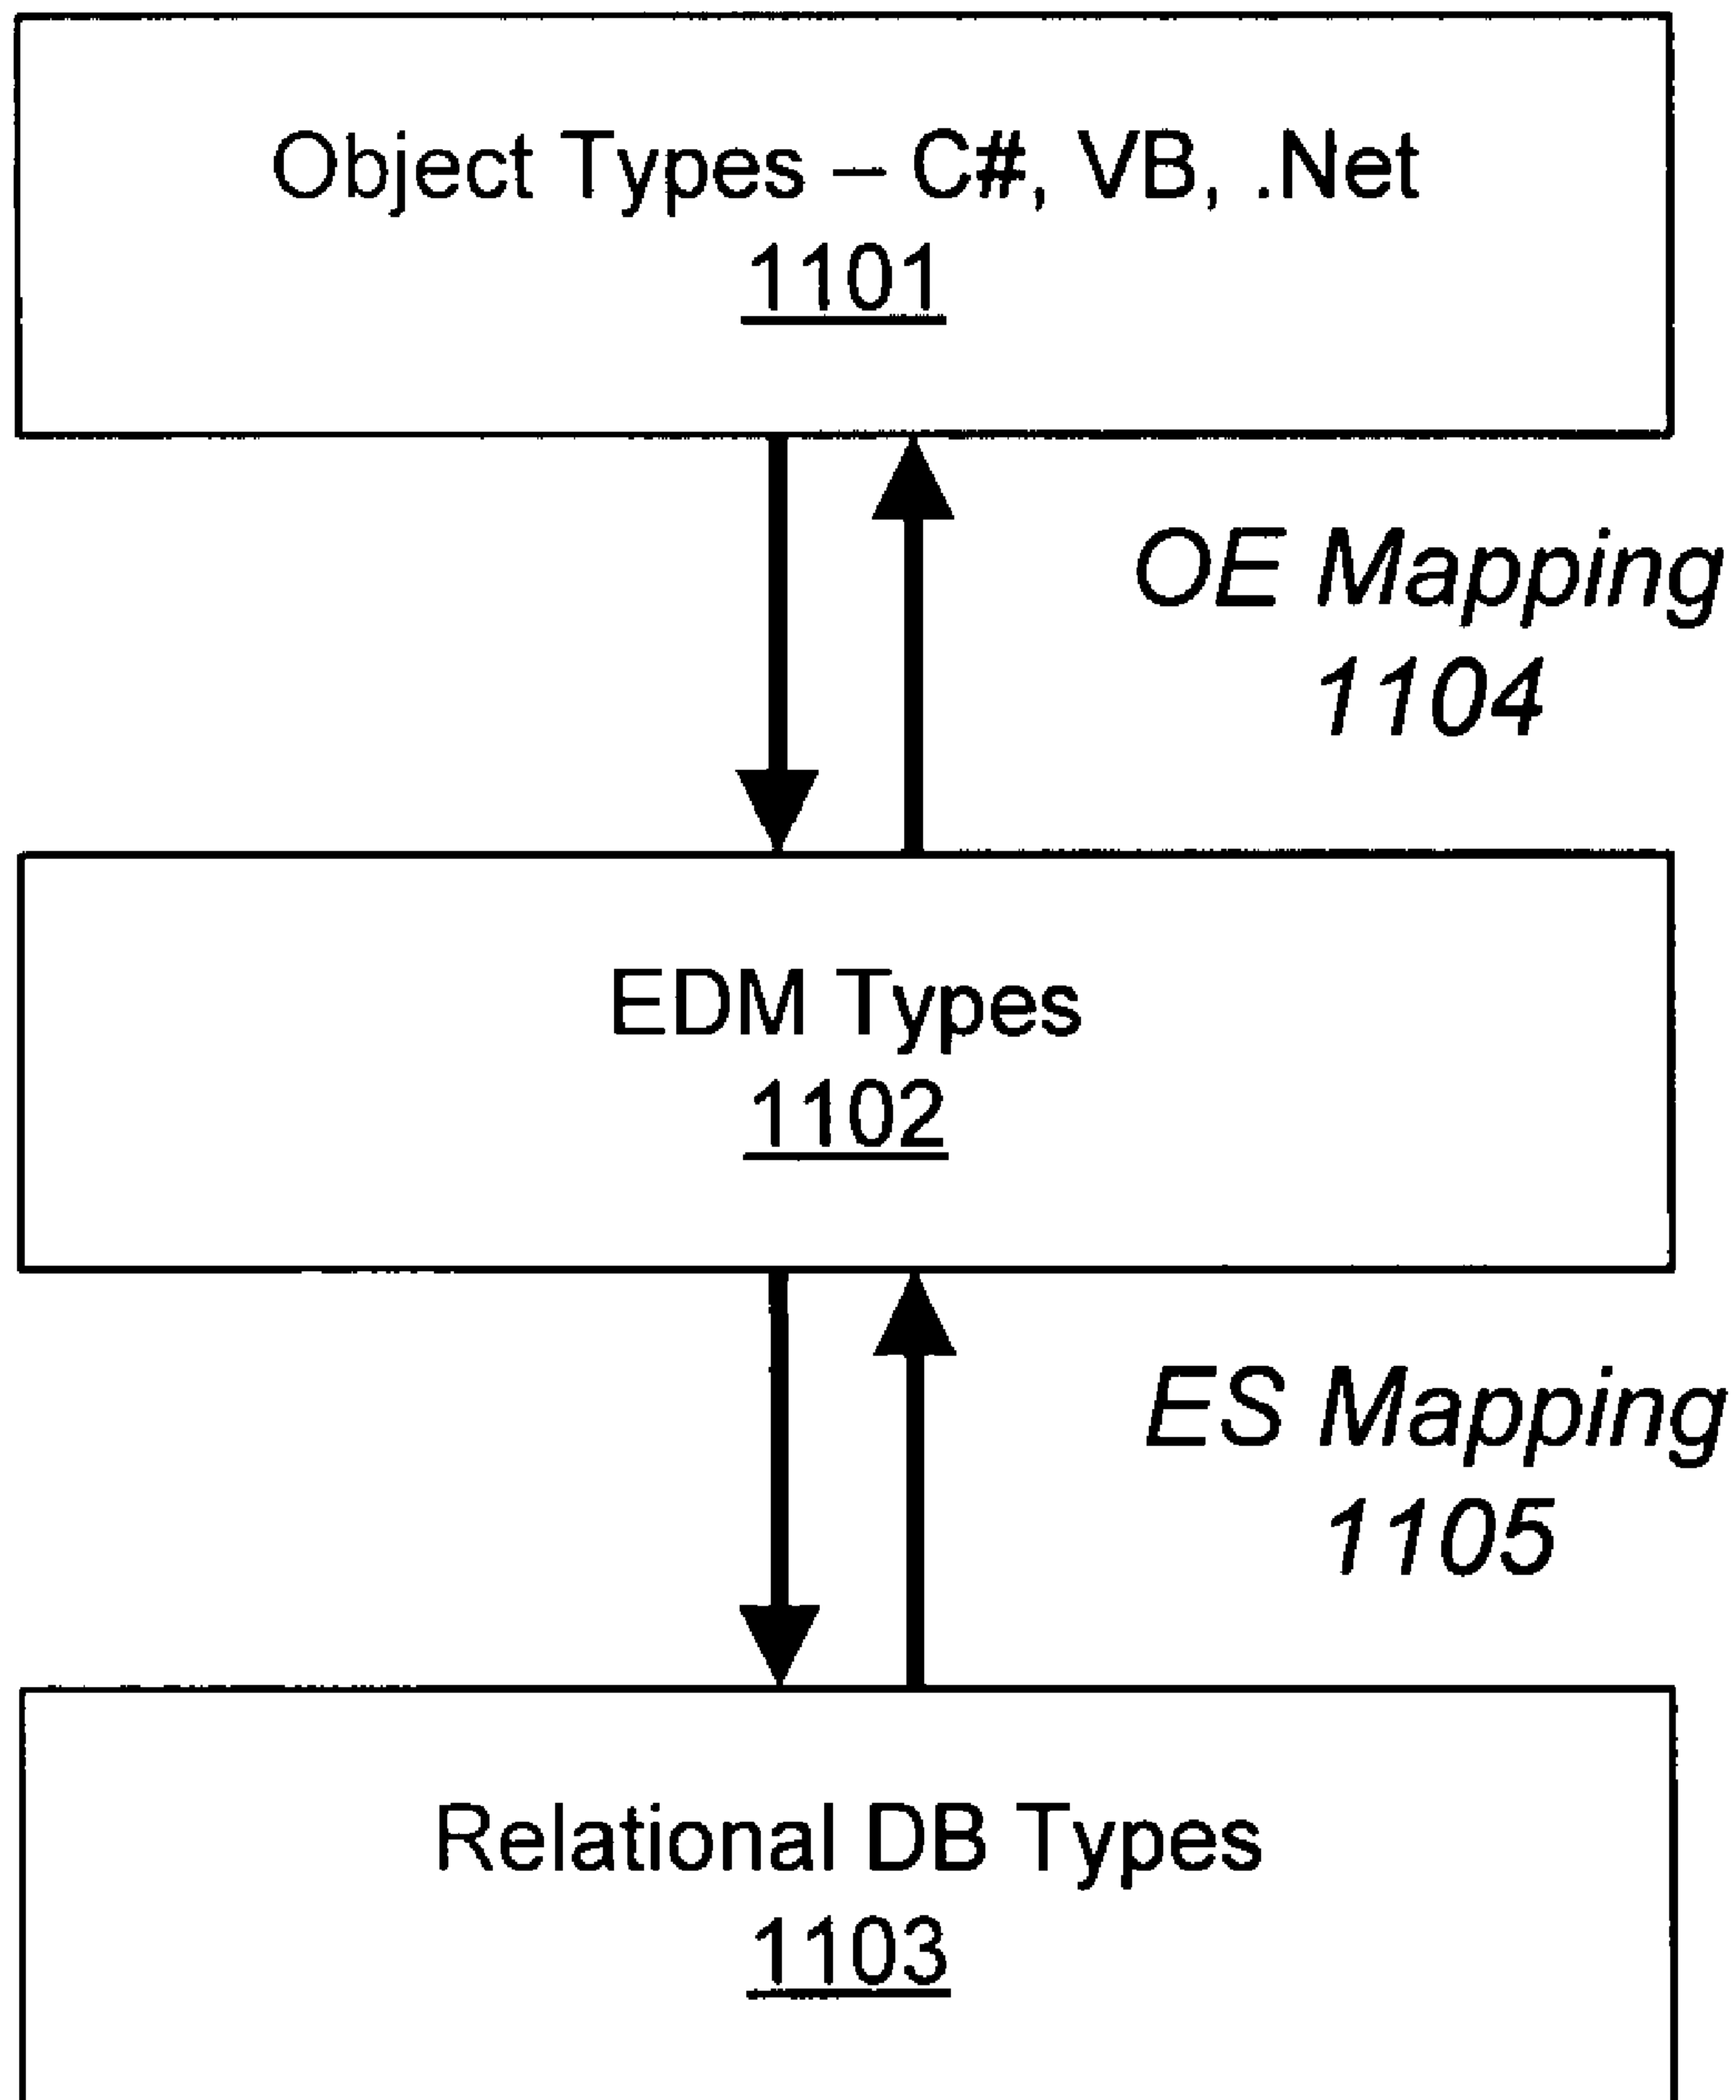 Object Types – C#, VB, .Net
1101
OE Mapping
1104
EDM Types
1102
ES Mapping
1105
Relational DB Types
1103